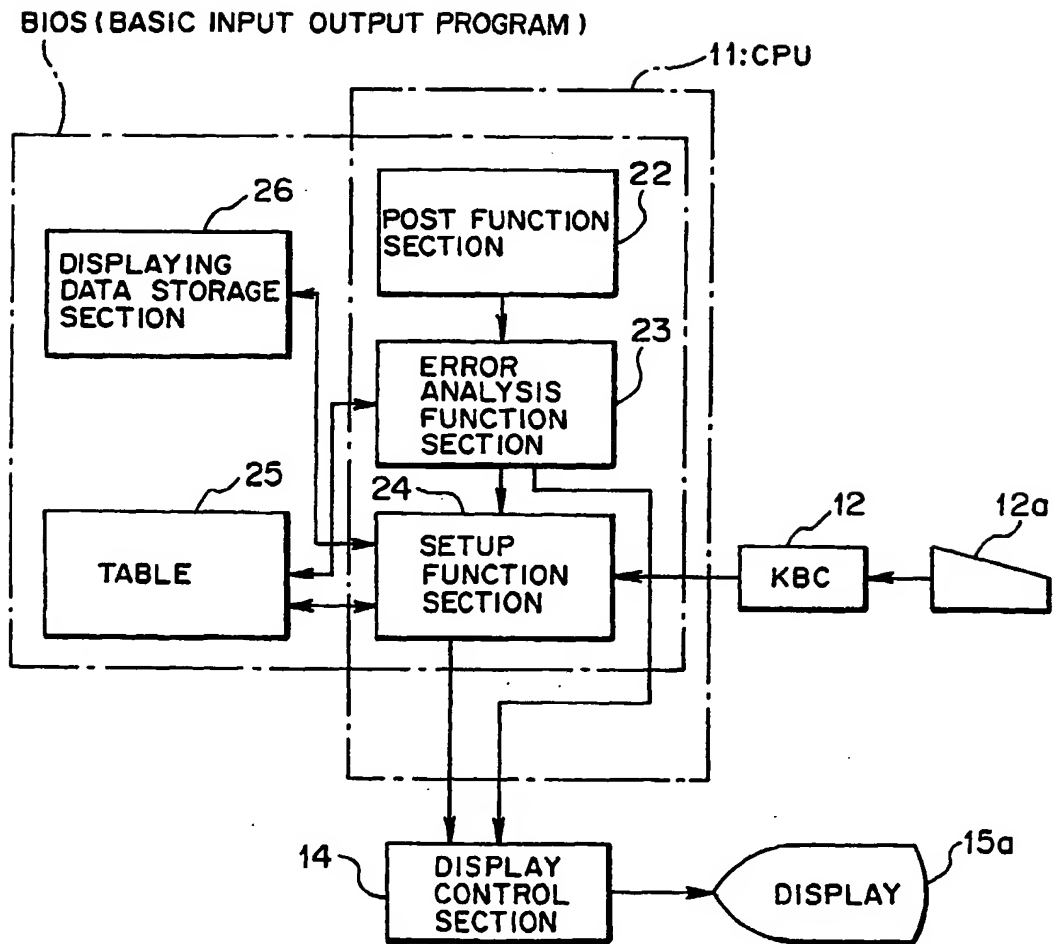 BIOS (BASIC INPUT OUTPUT PROGRAM)
11:CPU
22
POST FUNCTION
SECTION
26
DISPLAYING
DATA STORAGE
SECTION
23
ERROR
ANALYSIS
FUNCTION
SECTION
25
TABLE
24
SETUP
FUNCTION
SECTION
12
KBC
12a
14
DISPLAY
CONTROL
SECTION
15a
DISPLAY